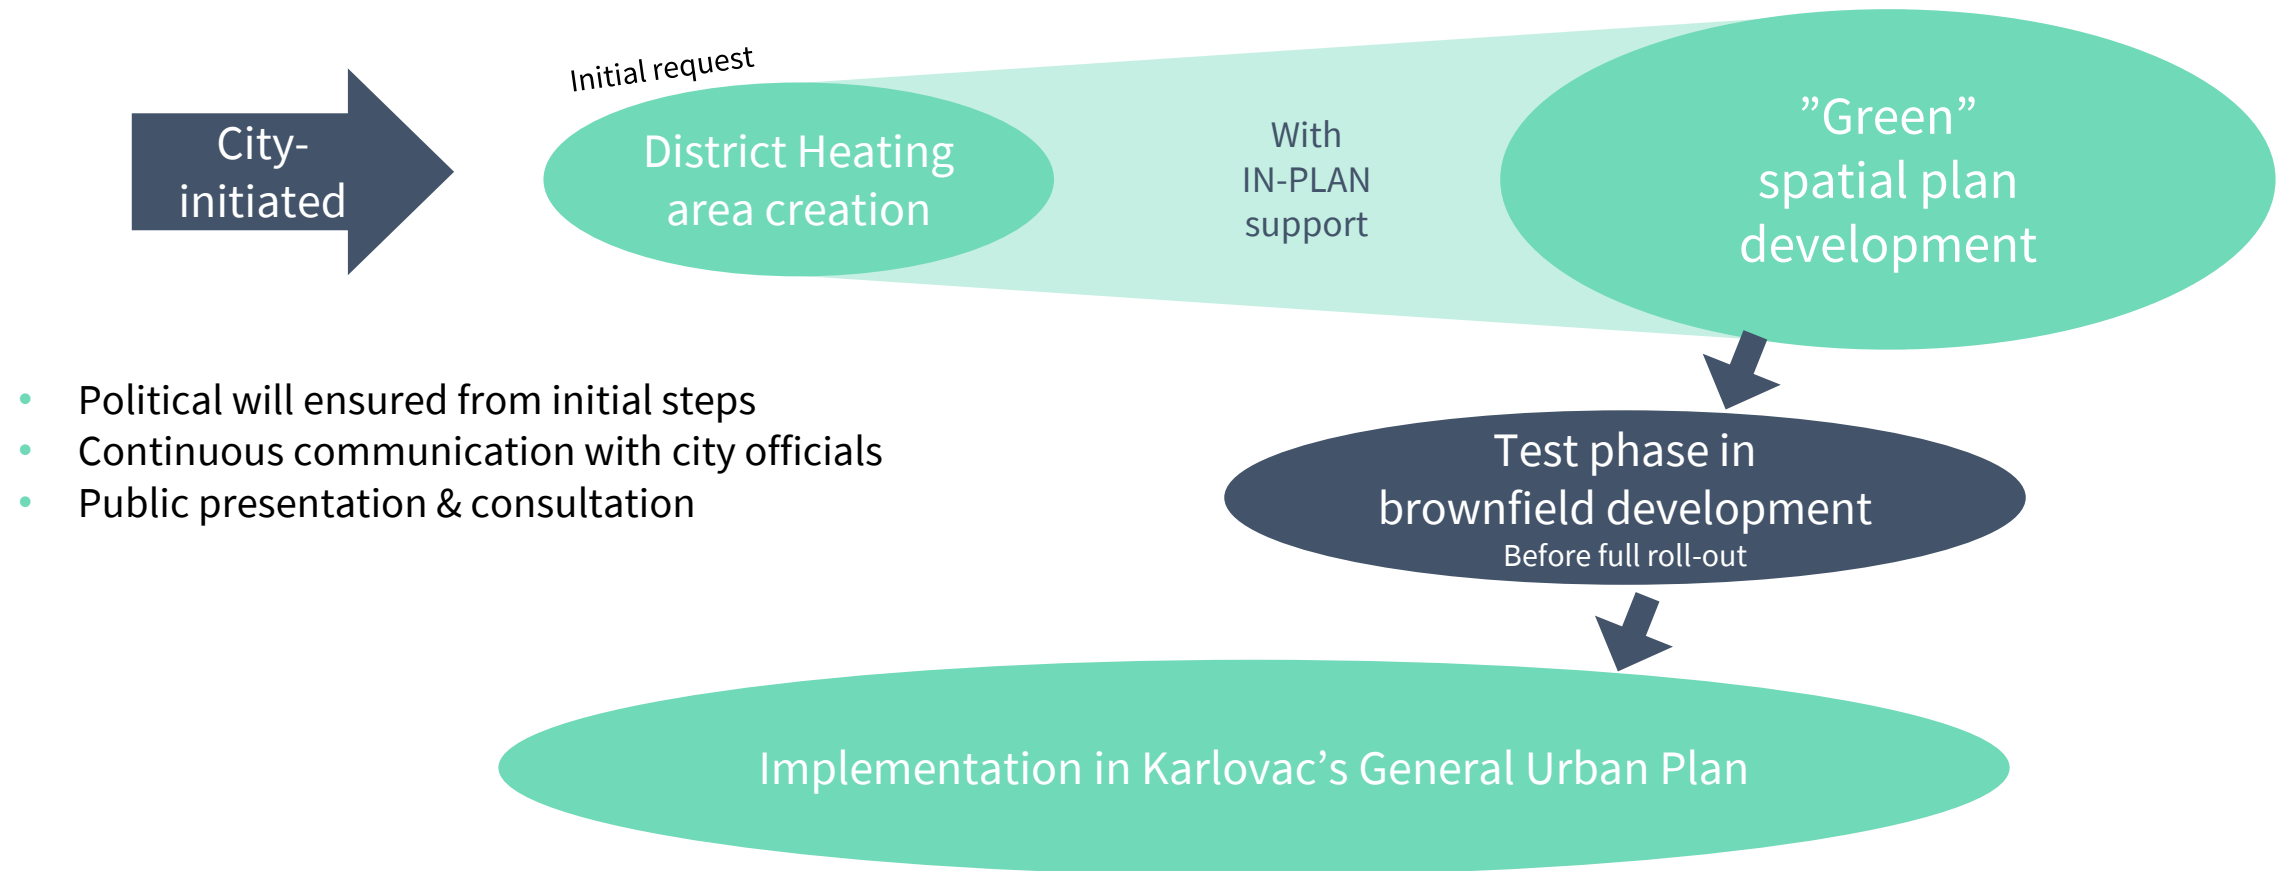 Initial request
City-
initiated
District Heating
area creation
With
IN-PLAN
support
”Green”
spatial plan
development
• Political will ensured from initial steps
• Continuous communication with city officials
• Public presentation & consultation
Test phase in
brownfield development
Before full roll-out
Implementation in Karlovac’s General Urban Plan